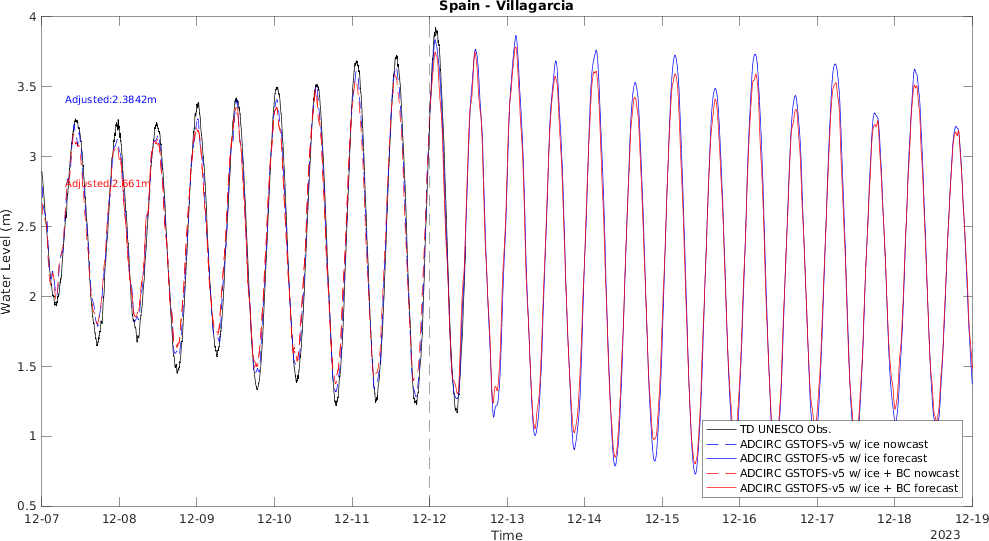 Spain - Villagarcia
4
3.5
3
2.5
2
1.5
1
0.5
Water Level (m)
Adjusted:2.3842m
Adjusted:2.661m
TD UNESCO Obs.
ADCIRC GSTOFS-v5 w/ ice nowcast
ADCIRC GSTOFS-v5 w/ ice forecast
ADCIRC GSTOFS-v5 w/ ice + BC nowcast
ADCIRC GSTOFS-v5 w/ ice + BC forecast
12-07 12-08 12-09 12-10 12-11 12-12 12-13 12-14 12-15 12-16 12-17 12-18 12-19
Time
2023